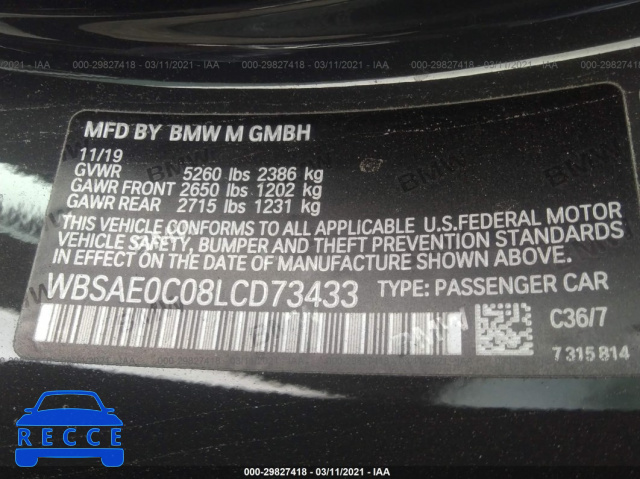 000-29827418 - 03/11/2021 - IAA
MFD BY BMW M GMBH
11/19
GVWR 5260 lbs 2386 kg
GAWR FRONT 2650 lbs 1202 kg
GAWR REAR 2715 lbs 1231 kg
THIS VEHICLE CONFORMS TO ALL APPLICABLE U.S.FEDERAL MOTOR
VEHICLE SAFETY, BUMPER AND THEFT PREVENTION STANDARDS
IN EFFECT ON THE DATE OF MANUFACTURE SHOWN ABOVE.
WBSAE0C08LCD73433 TYPE: PASSENGER CAR
C36/7
7 315 814
BIDFAX
000-29827418 - 03/11/2021 - IAA